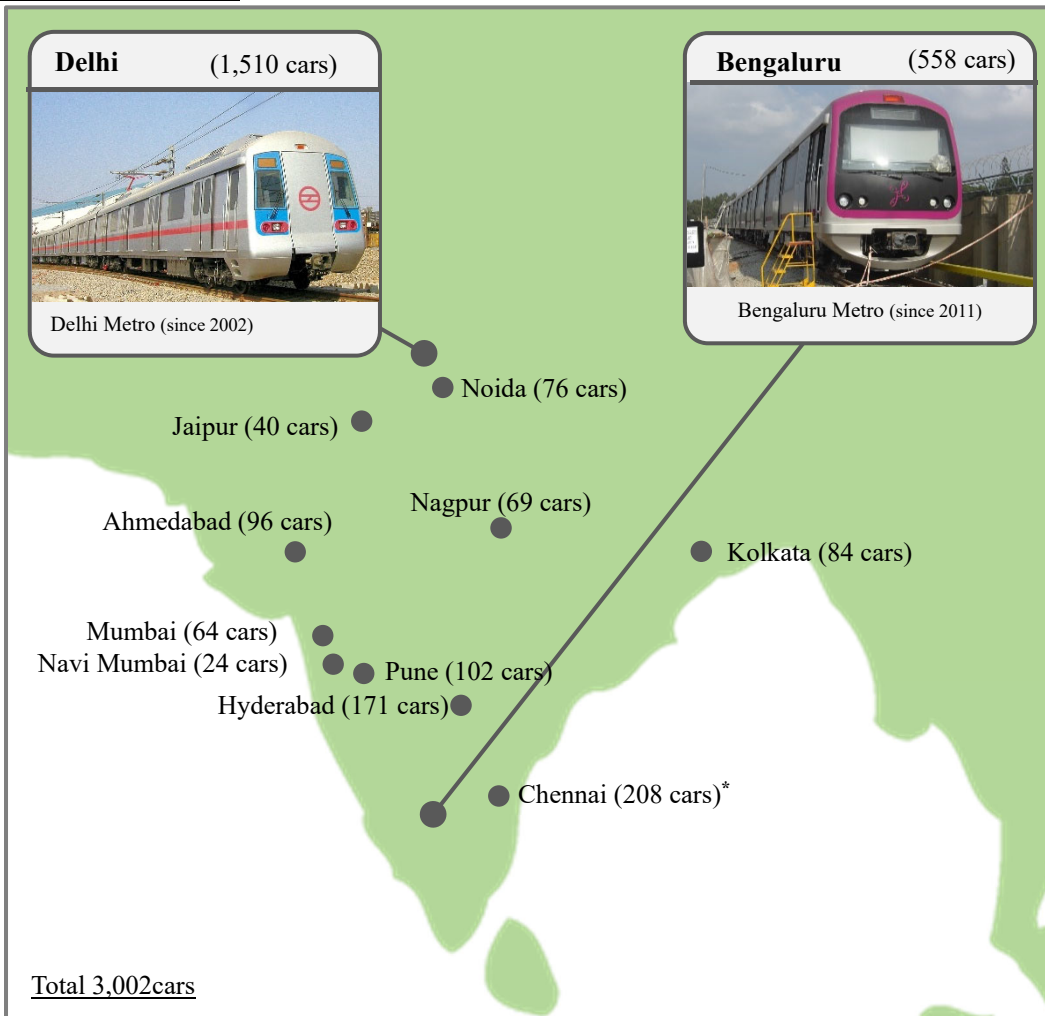 Delhi (1,510 cars)
Bengaluru (558 cars)
Delhi Metro (since 2002)
Bengaluru Metro (since 2011)
Noida (76 cars)
Jaipur (40 cars)
Nagpur (69 cars)
Ahmedabad (96 cars)
Kolkata (84 cars)
Mumbai (64 cars)
Navi Mumbai (24 cars)
Pune (102 cars)
Hyderabad (171 cars)
Chennai (208 cars)*
Total 3,002cars